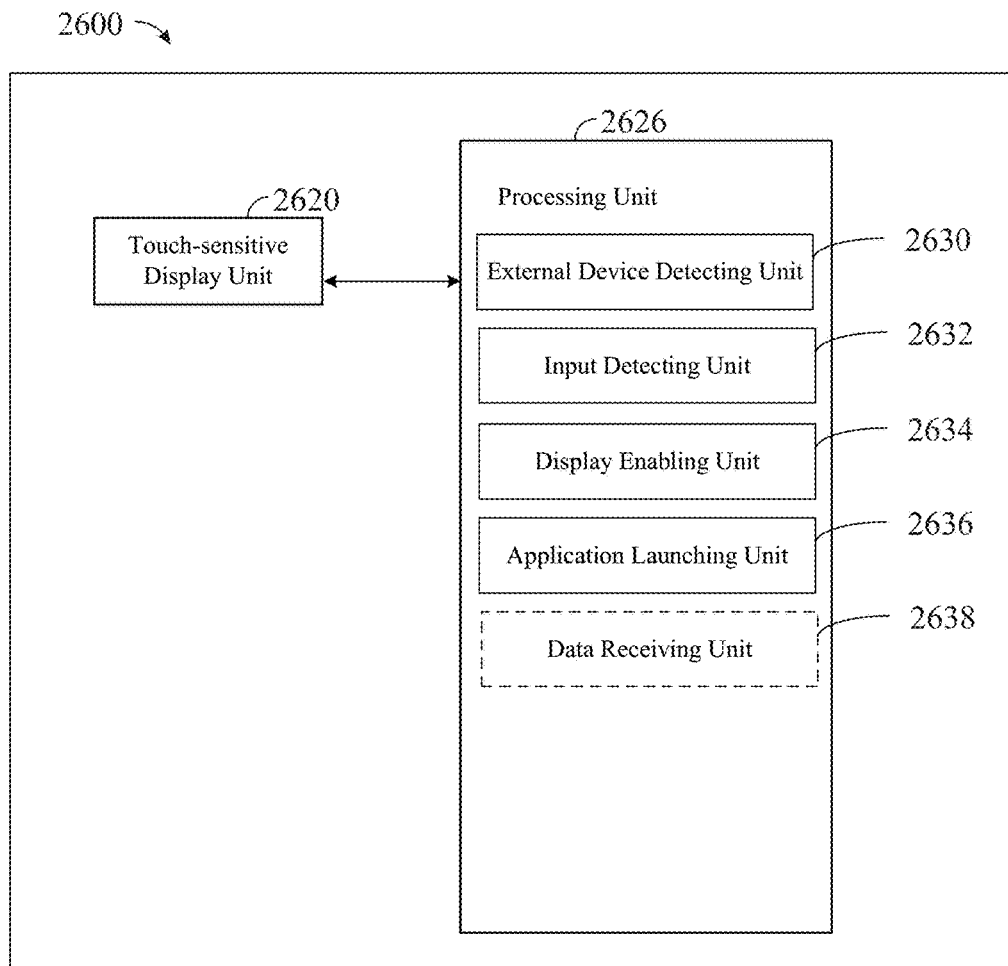 2600
2626
Processing Unit
2620
Touch-sensitive
Display Unit
2630
External Device Detecting Unit
2632
Input Detecting Unit
2634
Display Enabling Unit
2636
Application Launching Unit
2638
Data Receiving Unit